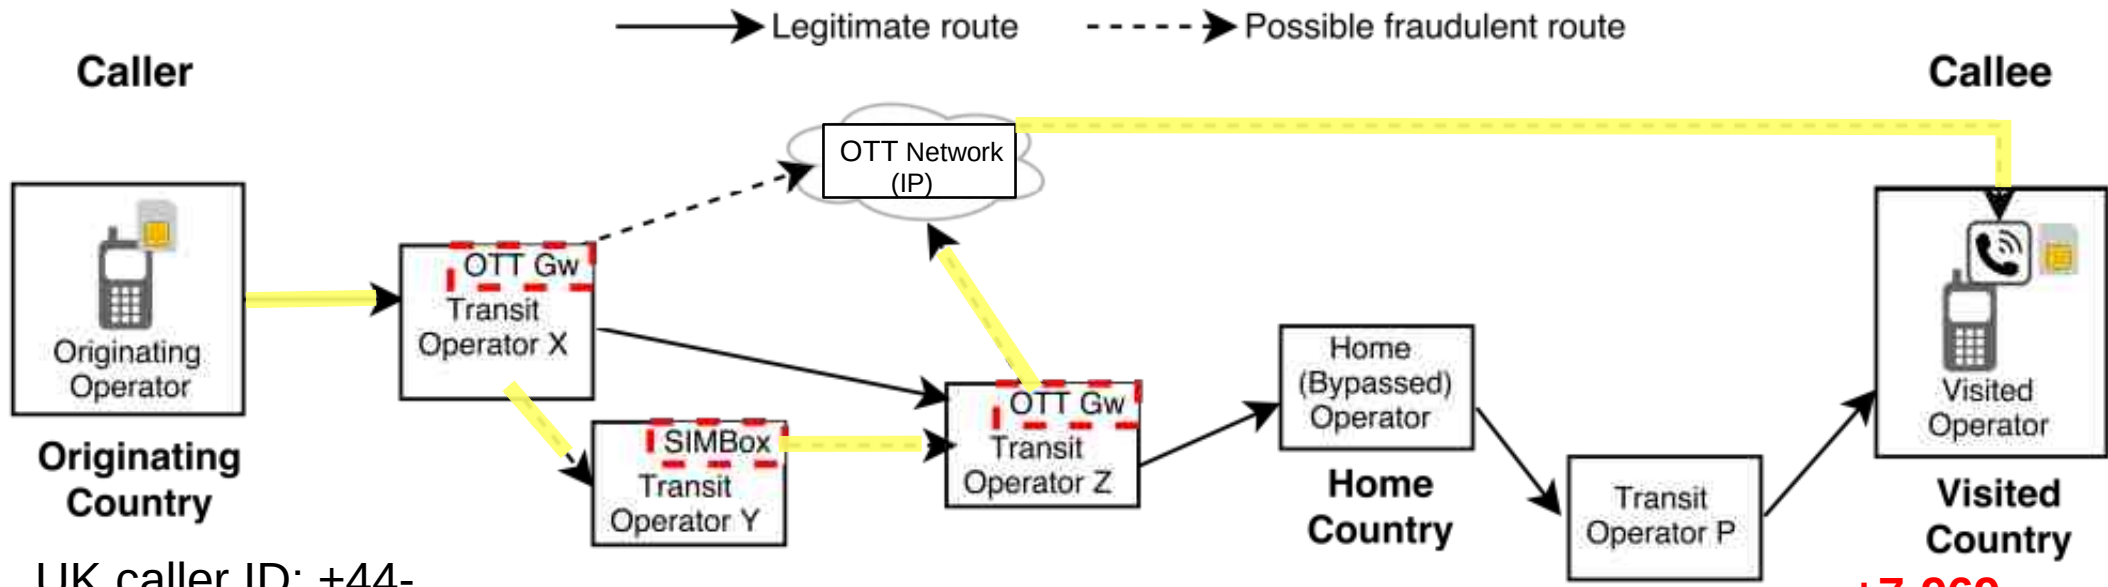 Legitimate route
Possible fraudulent route
Caller
Callee
OTT Network
(IP)
OTT Gw
Transit
Operator X
Originating
Operator
Originating
Country
SIMBox
Transit
Operator Y
OTT Gw
Transit
Operator Z
Home
(Bypassed)
Operator
Home
Country
Transit
Operator P
Visited
Operator
Visited
Country
UK caller ID: +44-